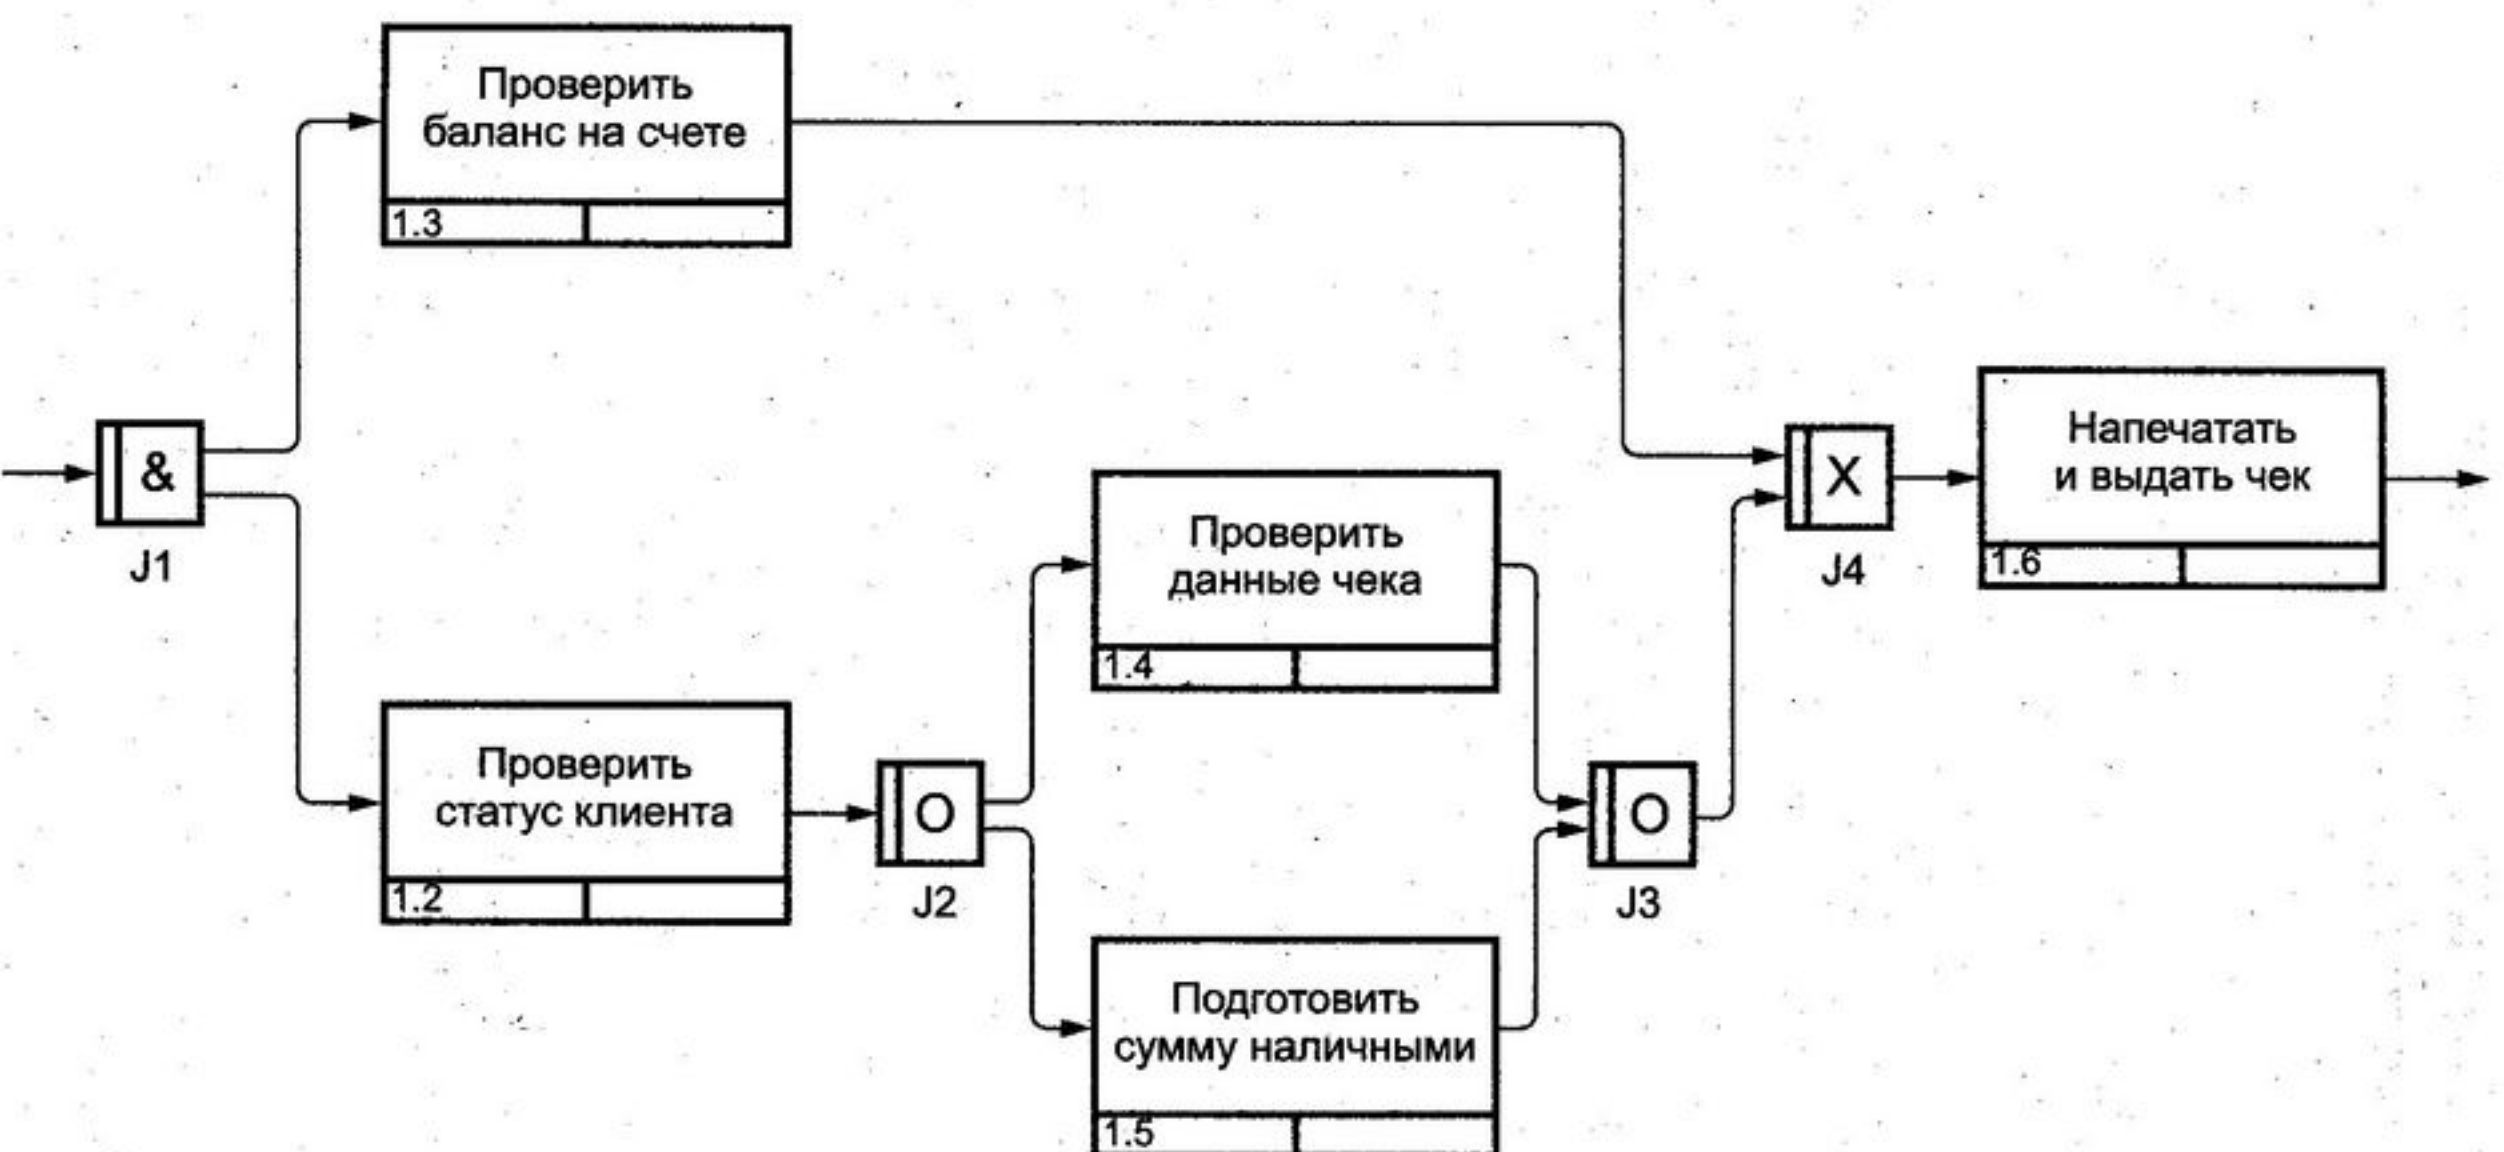 Проверить
баланс на счете
1.3
&
J1
Проверить
статус клиента
1.2
O
J2
Проверить
данные чека
1.4
Подготовить
сумму наличными
1.5
O
J3
X
J4
Напечатать
и выдать чек
1.6